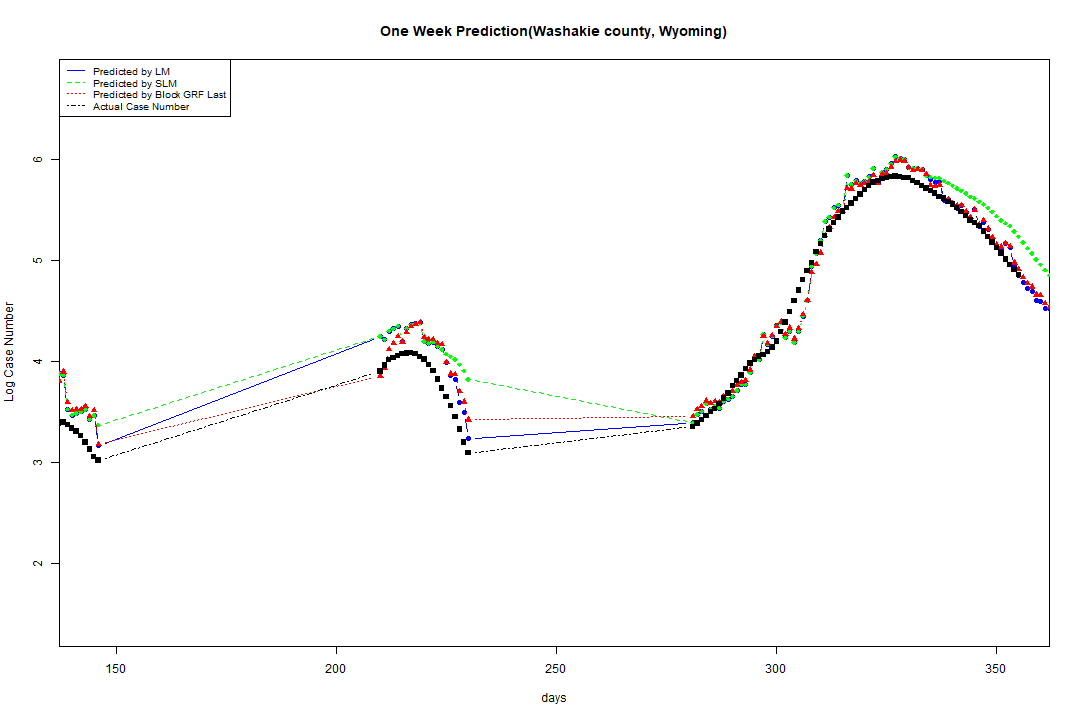 One Week Prediction(Washakie county, Wyoming)
Predicted by LM
Predicted by SLM
Predicted by Block GRF Last
Actual Case Number
Log Case Number
6
5
4
3
2
150 200 250 300 350
days